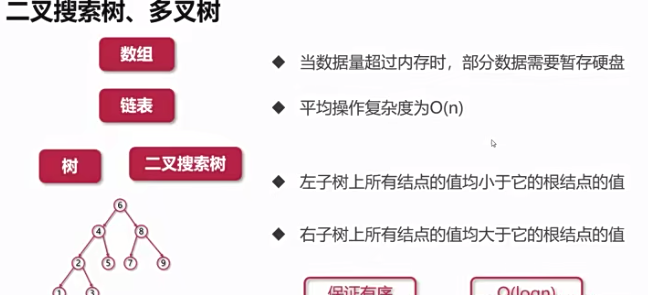 二叉搜索树、多叉树
数组
当数据量超过内存时，部分数据需要暂存硬盘
链表
平均操作复杂度为O(n)
树
二叉搜索树
左子树上所有结点的值均小于它的根结点的值
右子树上所有结点的值均大于它的根结点的值
6
4 8
2 5 7 9
1 3
保证有序
O(logn)